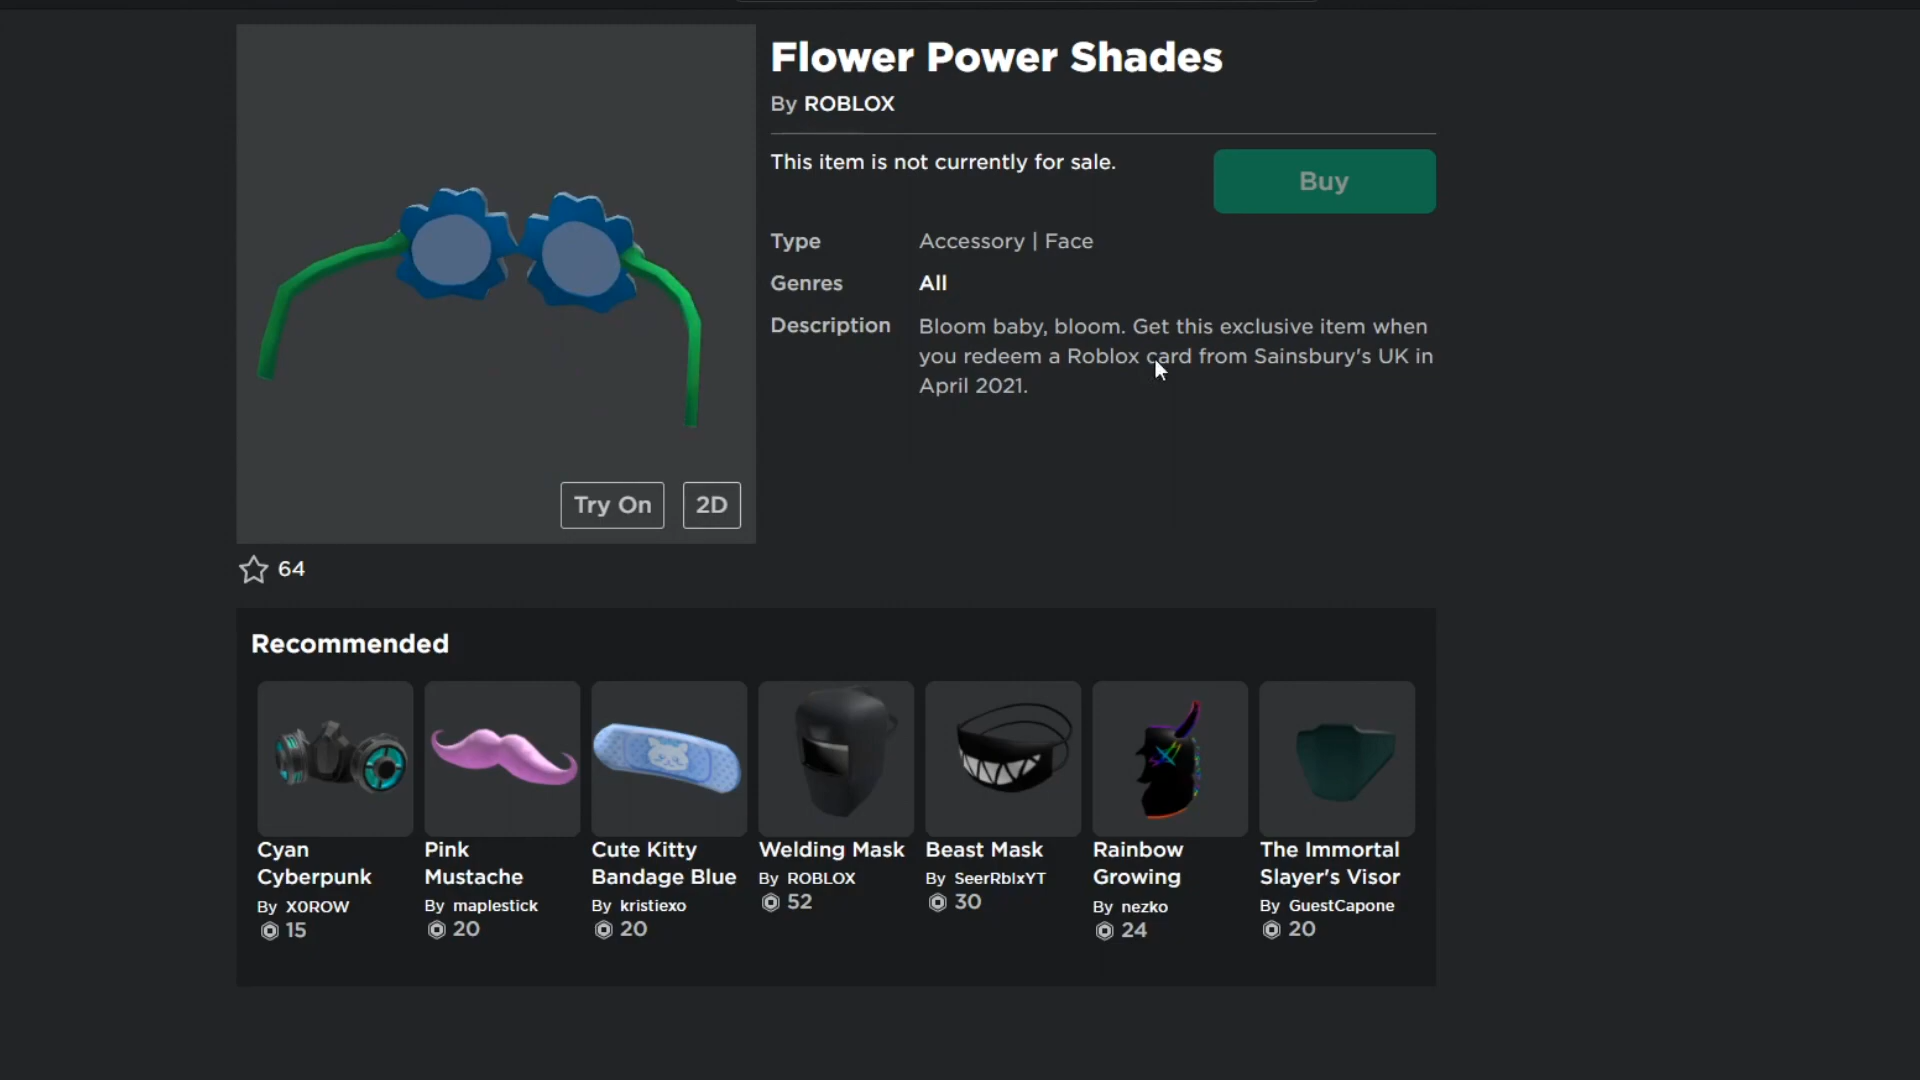 Flower Power Shades
By ROBLOX
This item is not currently for sale.
Buy
Type Accessory | Face
Genres All
Description Bloom baby, bloom. Get this exclusive item when
you redeem a Roblox card from Sainsbury's UK in
April 2021.
Try On 2D
64
Recommended
Cyan
Cyberpunk
By X0ROW
15
Pink
Mustache
By maplestick
20
Cute Kitty
Bandage Blue
By kristiexo
20
Welding Mask
By ROBLOX
52
Beast Mask
By SeerRblxYT
30
Rainbow
Growing
By nezko
24
The Immortal
Slayer's Visor
By GuestCapone
20